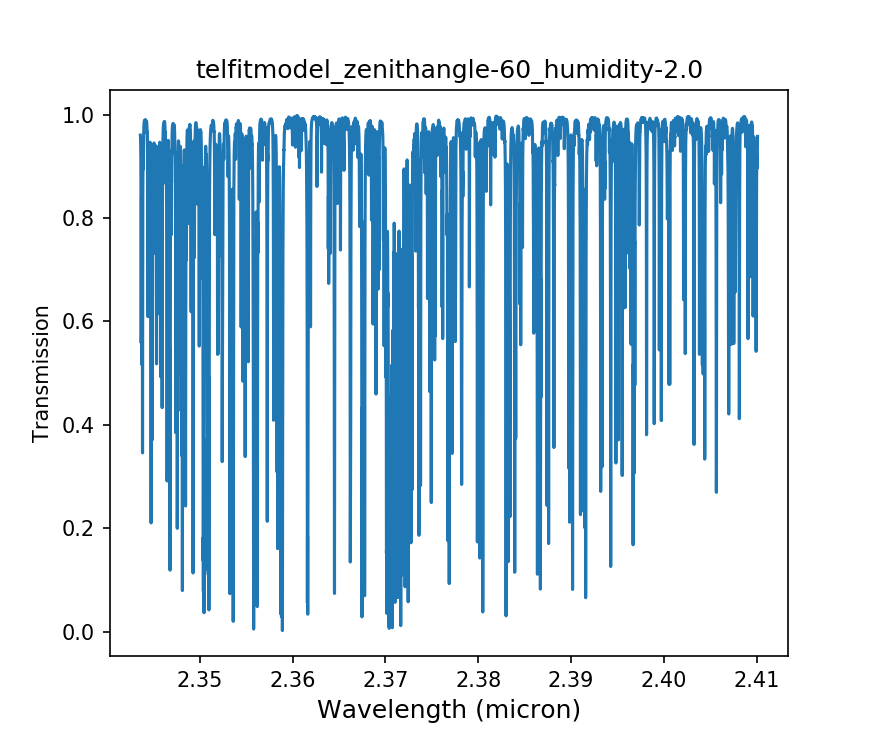 telfitmodel_zenithangle-60_humidity-2.0
1.0
0.8
0.6
0.4
0.2
0.0
Transmission
2.35 2.36 2.37 2.38 2.39 2.40 2.41
Wavelength (micron)